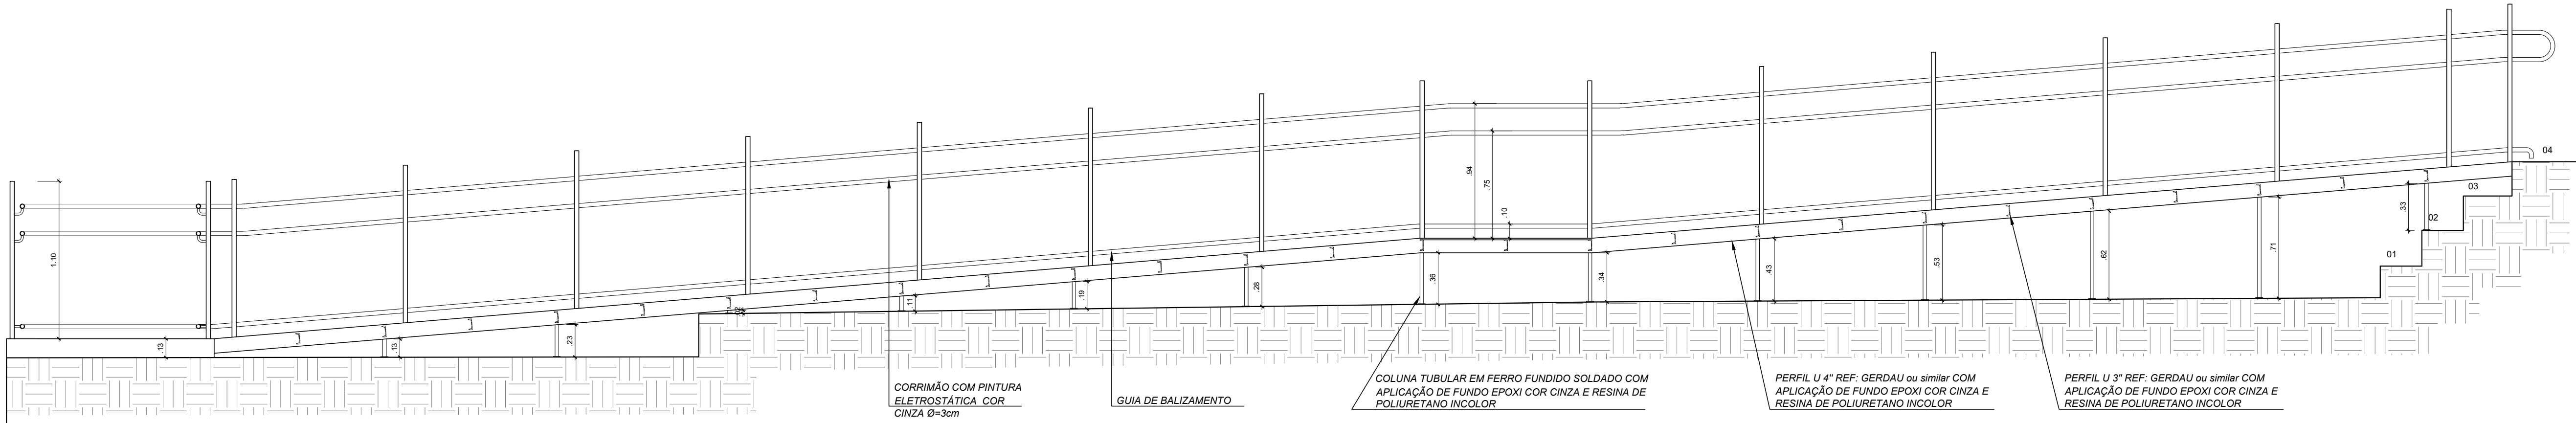 1.10
.13
.13
.23
.02
.11
.19
.28
.94
.75
.10
.36
.34
.43
.53
.62
.71
.33
01
02
03
04
CORRIMÃO COM PINTURA
ELETROSTÁTICA COR
CINZA Ø=3cm
GUIA DE BALIZAMENTO
COLUNA TUBULAR EM FERRO FUNDIDO SOLDADO COM
APLICAÇÃO DE FUNDO EPOXI COR CINZA E RESINA DE
POLIURETANO INCOLOR
PERFIL U 4" REF: GERDAU ou similar COM
APLICAÇÃO DE FUNDO EPOXI COR CINZA E
RESINA DE POLIURETANO INCOLOR
PERFIL U 3" REF: GERDAU ou similar COM
APLICAÇÃO DE FUNDO EPOXI COR CINZA E
RESINA DE POLIURETANO INCOLOR